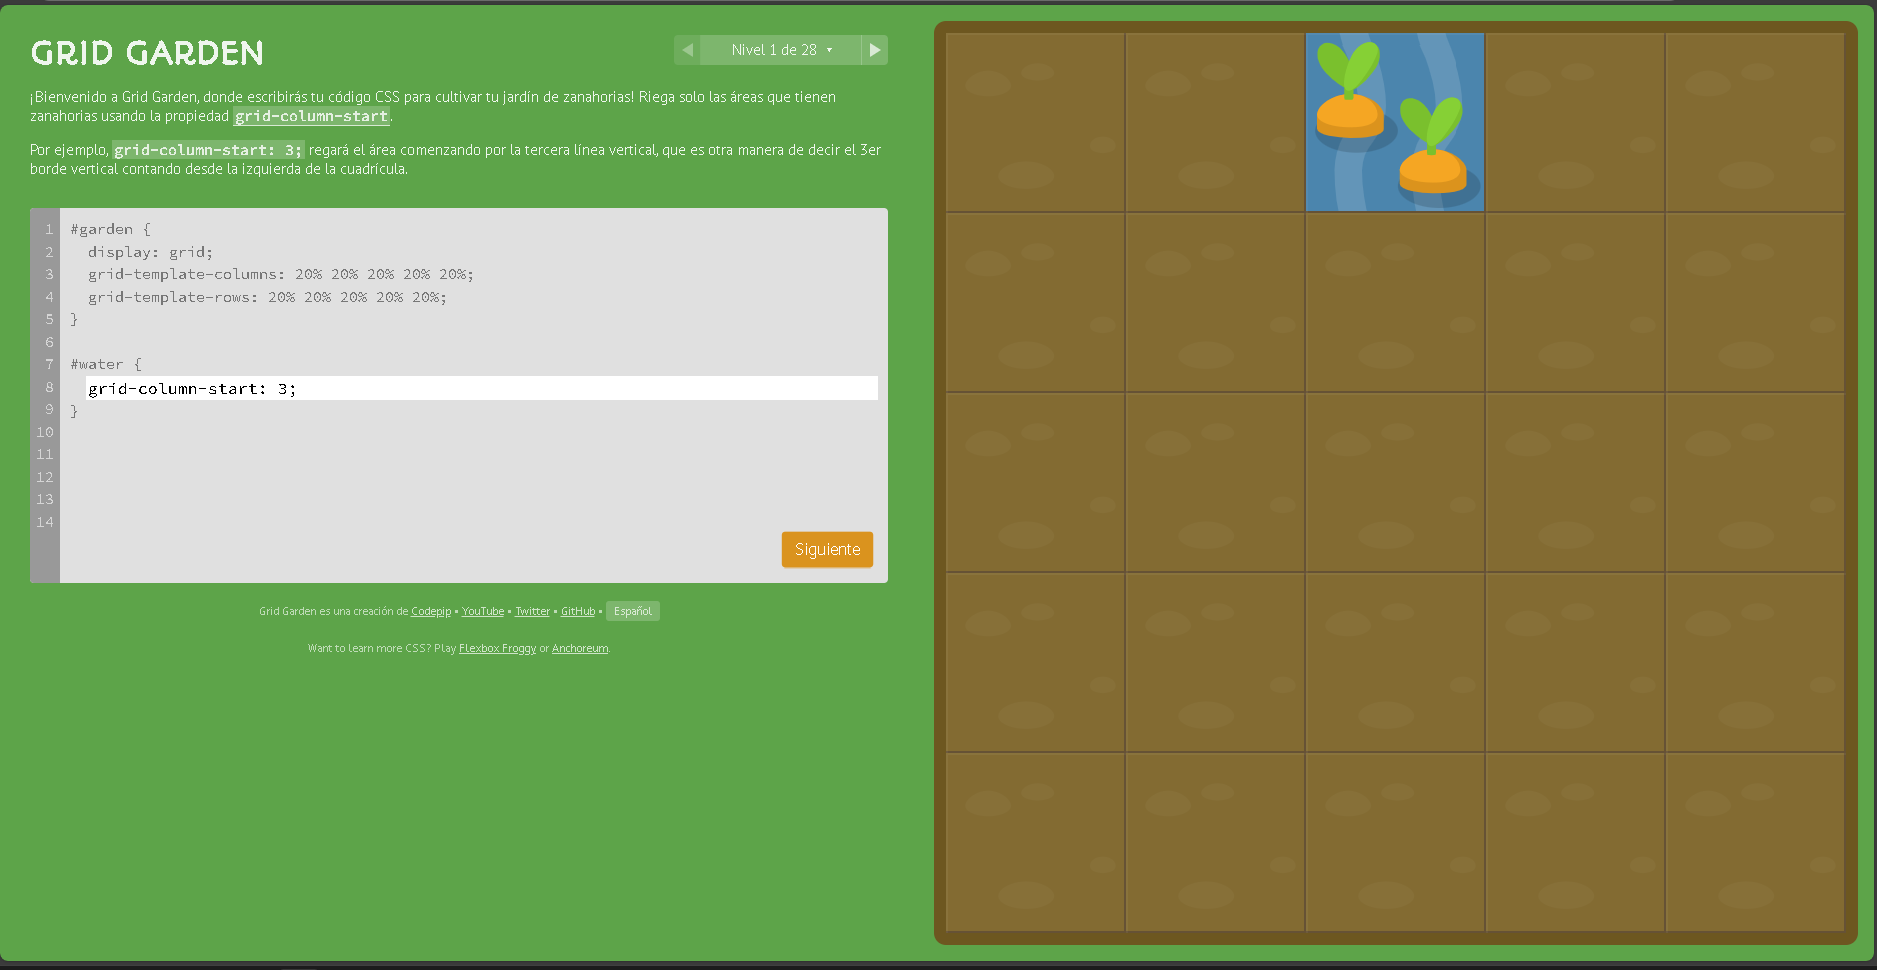 GRID GARDEN
Nivel 1 de 28 ▾
¡Bienvenido a Grid Garden, donde escribirás tu código CSS para cultivar tu jardín de zanahorias! Riega solo las áreas que tienen
zanahorias usando la propiedad grid-column-start.
Por ejemplo, grid-column-start: 3; regará el área comenzando por la tercera línea vertical, que es otra manera de decir el 3er
borde vertical contando desde la izquierda de la cuadrícula.
1 #garden {
2 display: grid;
3 grid-template-columns: 20% 20% 20% 20% 20%;
4 grid-template-rows: 20% 20% 20% 20% 20%;
5 }
6
7 #water {
8 grid-column-start: 3;
9 }
10
11
12
13
14
Siguiente
Grid Garden es una creación de Codepip • YouTube • Twitter • GitHub • Español
Want to learn more CSS? Play Flexbox Froggy or Anchoreum.